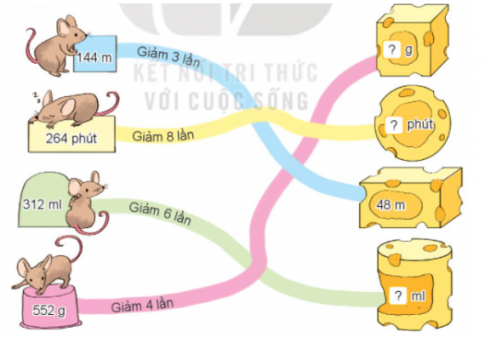 144 m
Giảm 3 lần
? g
KẾT NỐI TRI THỨC
VỚI CUỘC SỐNG
264 phút
Giảm 8 lần
? phút
312 ml
Giảm 6 lần
48 m
552 g
Giảm 4 lần
? ml
z z z